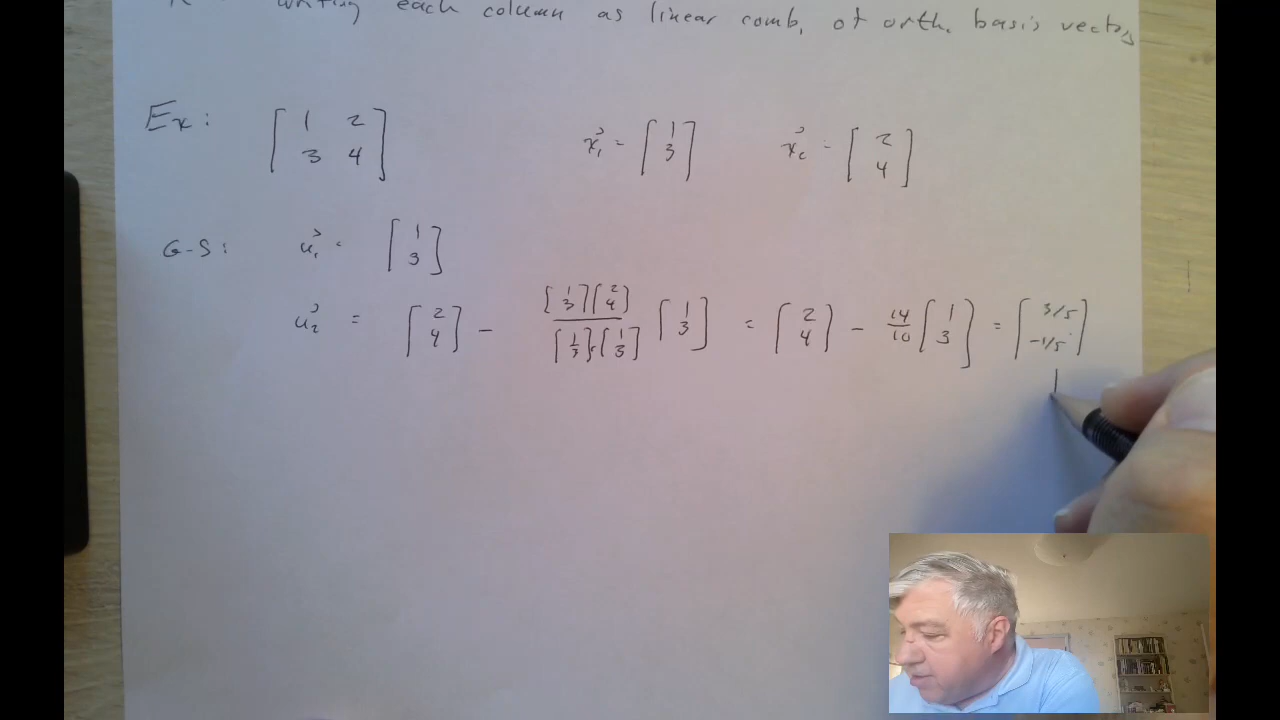 R writing each column as linear comb. of orth. basis vectors
Ex: [1 2; 3 4] x⃗₁ = [1; 3] x⃗₂ = [2; 4]
G-S: u⃗₁ = [1; 3]
u⃗₂ = [2; 4] − ([1; 3][2; 4])/([1; 3]·[1; 3]) [1; 3] = [2; 4] − 14/10 [1; 3] = [3/5; -1/5]